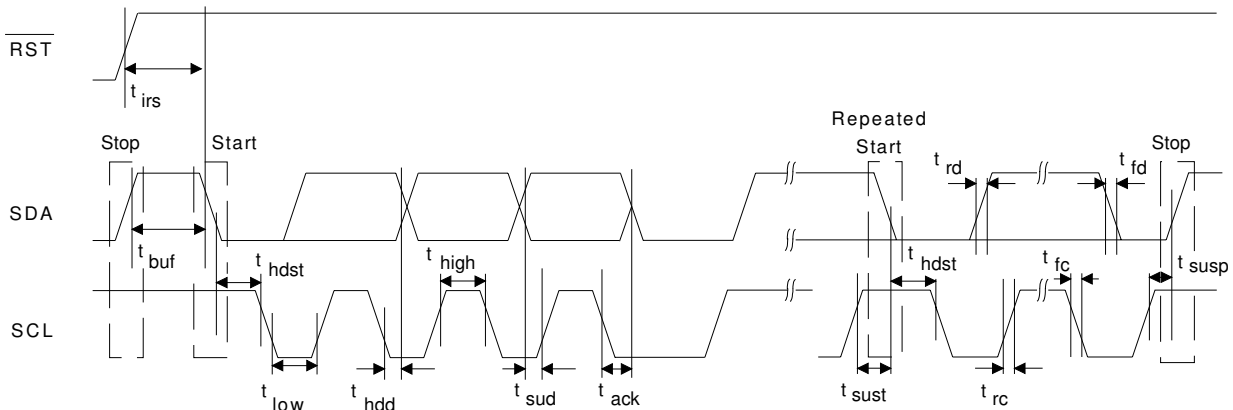 RST
t irs
Repeated
Stop Start Start Stop
t rd t fd
SDA
t buf t hdst t high t hdst t fc t susp
SCL
t low t hdd t sud t ack t sust t rc